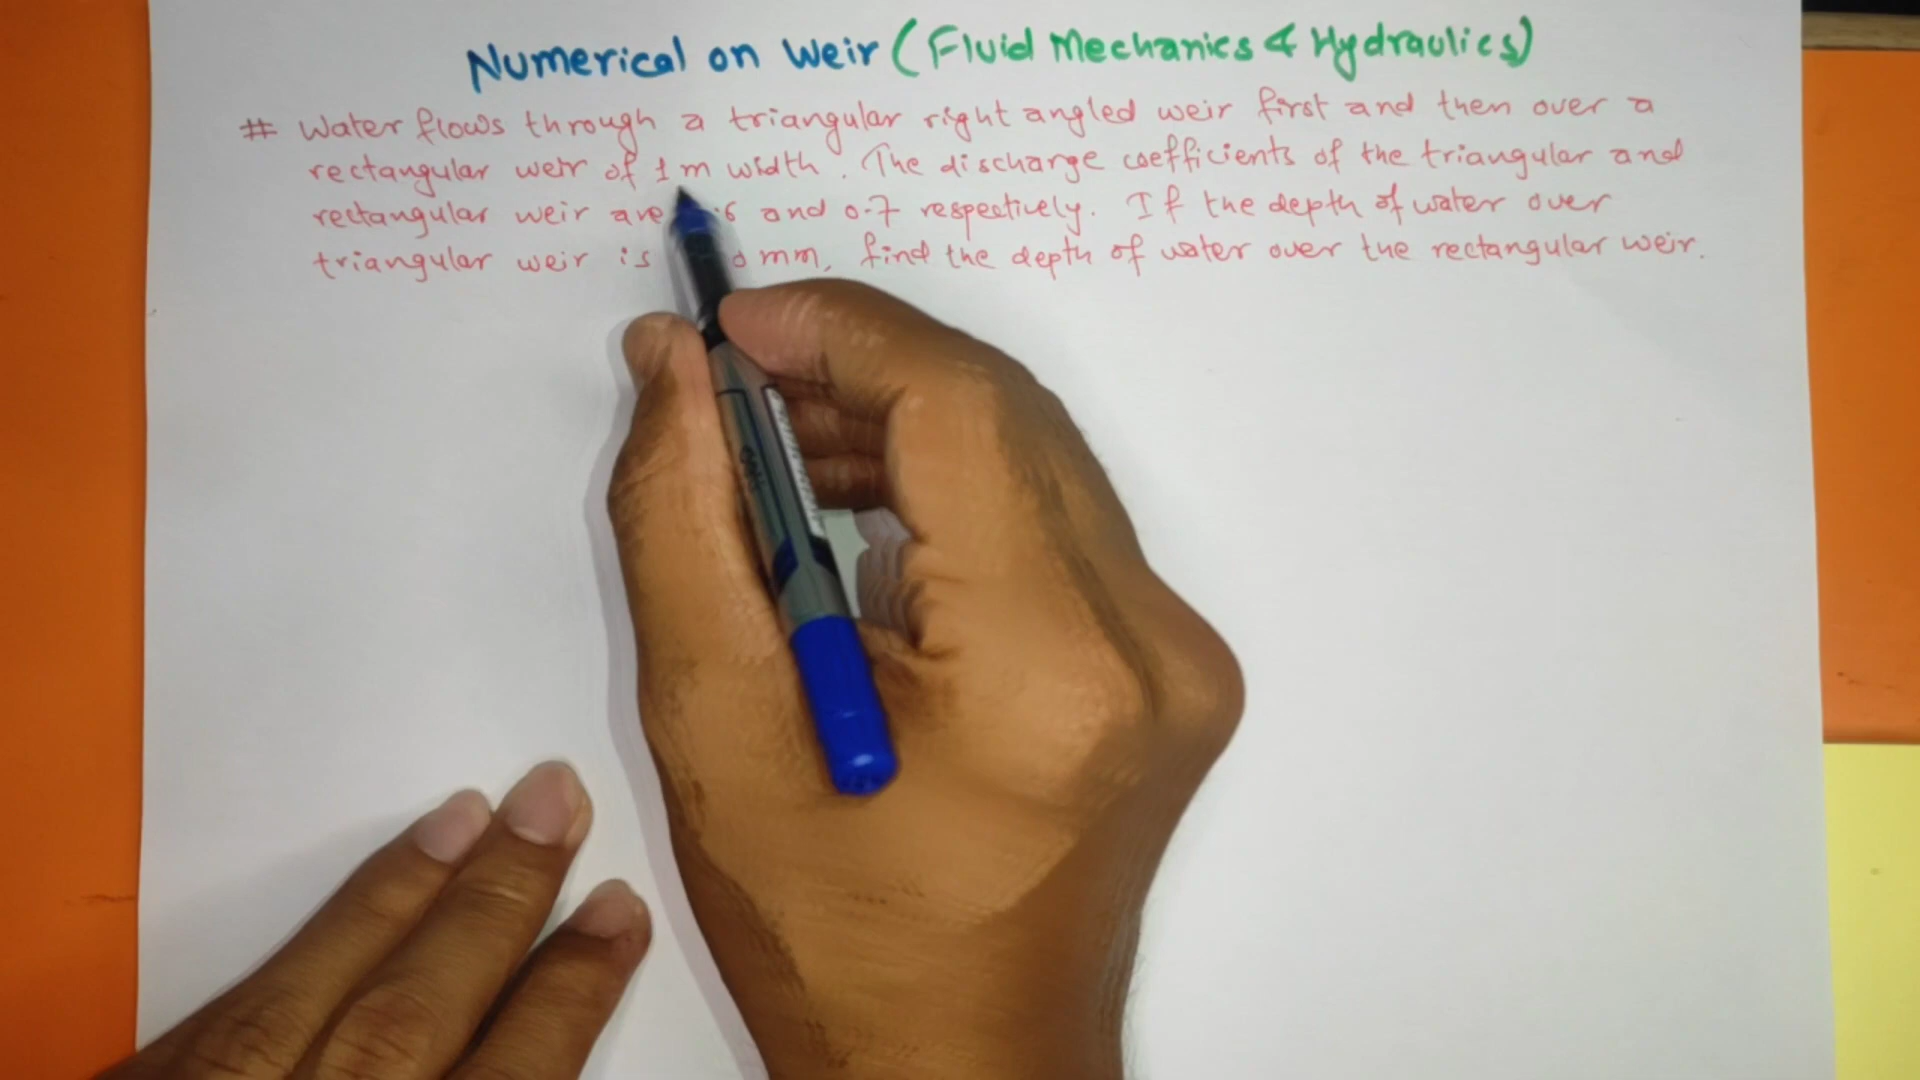 Numerical on Weir (Fluid Mechanics & Hydraulics)
# Water flows through a triangular right angled weir first and then over a
rectangular weir of 1 m width. The discharge coefficients of the triangular and
rectangular weir are .6 and 0.7 respectively. If the depth of water over
triangular weir is 0 mm, find the depth of water over the rectangular weir.